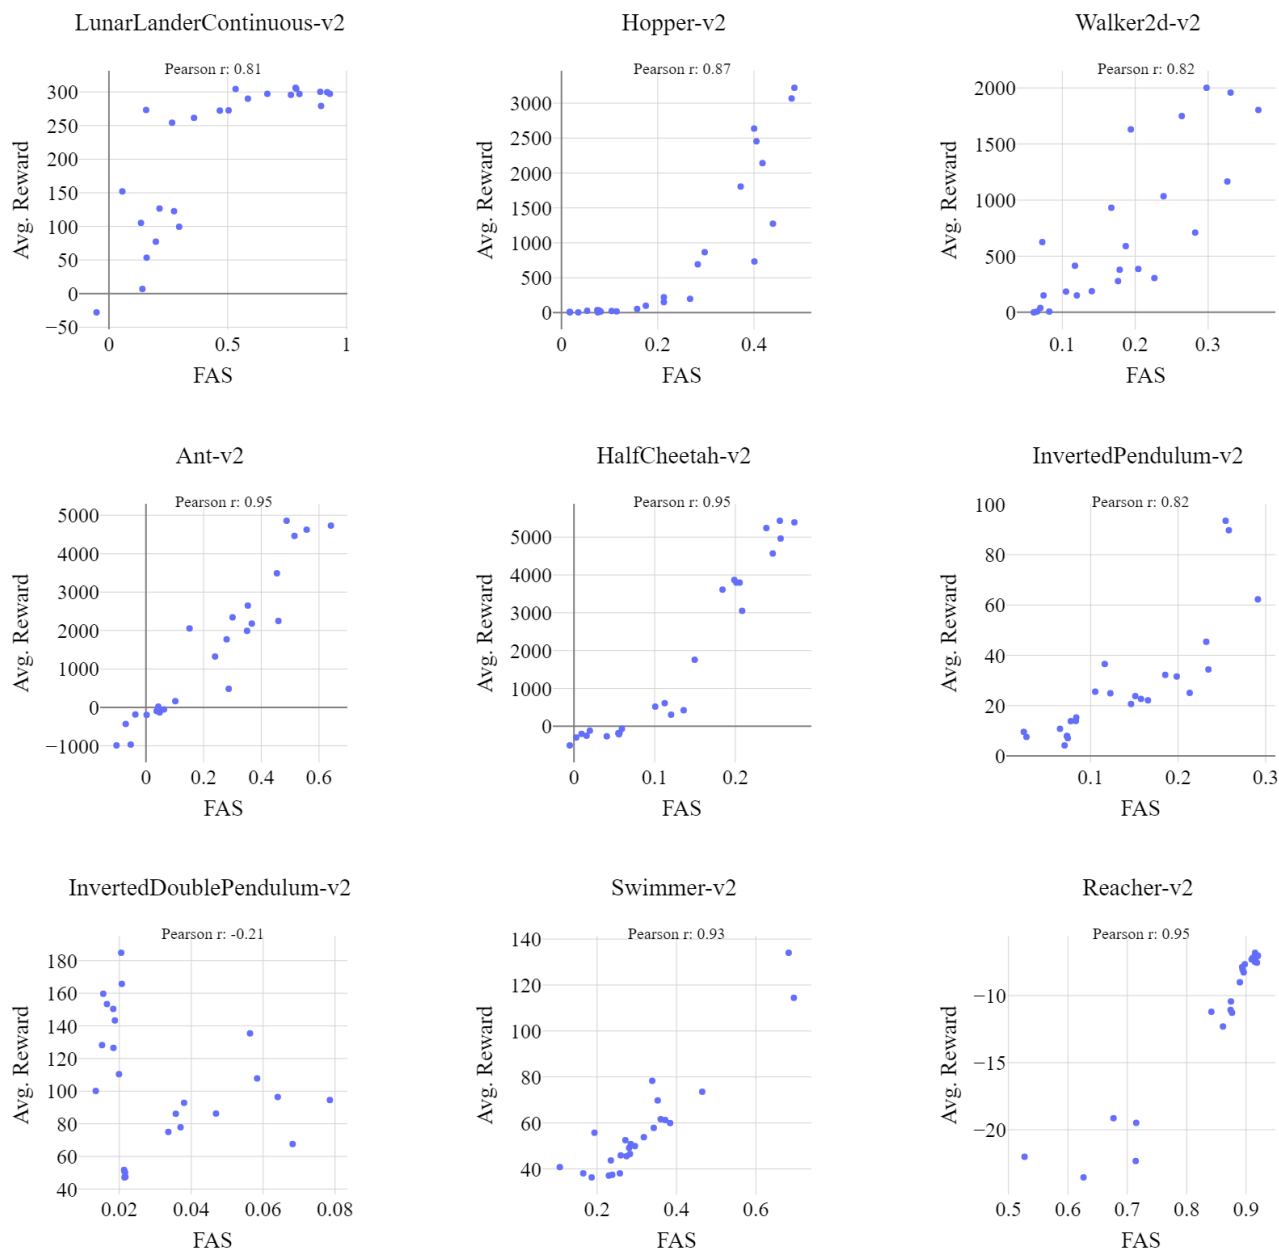 LunarLanderContinuous-v2
Pearson r: 0.81
300
250
200
150
100
50
0
−50
0 0.5 1
Avg. Reward
FAS
Hopper-v2
Pearson r: 0.87
3000
2500
2000
1500
1000
500
0
0 0.2 0.4
Avg. Reward
FAS
Walker2d-v2
Pearson r: 0.82
2000
1500
1000
500
0
0.1 0.2 0.3
Avg. Reward
FAS
Ant-v2
Pearson r: 0.95
5000
4000
3000
2000
1000
0
−1000
0 0.2 0.4 0.6
Avg. Reward
FAS
HalfCheetah-v2
Pearson r: 0.95
5000
4000
3000
2000
1000
0
0 0.1 0.2
Avg. Reward
FAS
InvertedPendulum-v2
Pearson r: 0.82
100
80
60
40
20
0
0.1 0.2 0.3
Avg. Reward
FAS
InvertedDoublePendulum-v2
Pearson r: -0.21
180
160
140
120
100
80
60
40
0.02 0.04 0.06 0.08
Avg. Reward
FAS
Swimmer-v2
Pearson r: 0.93
140
120
100
80
60
40
0.2 0.4 0.6
Avg. Reward
FAS
Reacher-v2
Pearson r: 0.95
−10
−15
−20
0.5 0.6 0.7 0.8 0.9
Avg. Reward
FAS